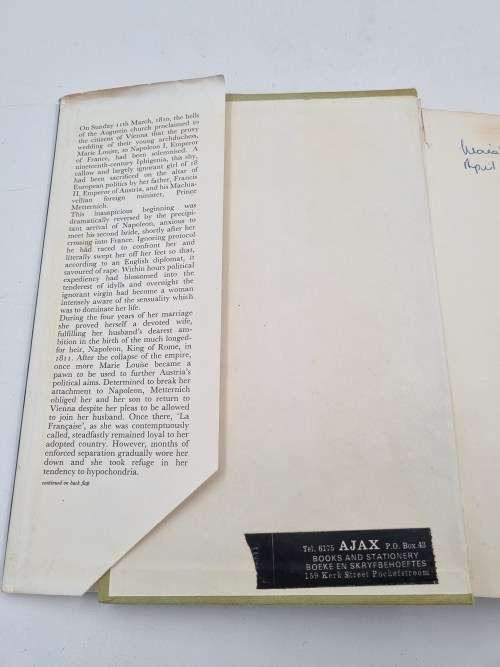 On Sunday 11th March, 1810, the bells
of the Augustin church proclaimed to
the citizens of Vienna that the proxy
wedding of their young archduchess,
Marie Louise, to Napoleon I, Emperor
of France, had been solemnised. A
nineteenth-century Iphigenia, this shy,
callow and largely ignorant girl of 18
had been sacrificed on the altar of
European politics by her father, Francis
II, Emperor of Austria, and his Machia-
vellian foreign minister, Prince
Metternich.
This inauspicious beginning was
dramatically reversed by the precipi-
tant arrival of Napoleon, anxious to
meet his second bride, shortly after her
crossing into France. Ignoring protocol
he had raced to confront her and
literally swept her off her feet so that,
according to an English diplomat, it
savoured of rape. Within hours political
expediency had blossomed into the
tenderest of idylls and overnight the
ignorant virgin had become a woman
intensely aware of the sensuality which
was to dominate her life.
During the four years of her marriage
she proved herself a devoted wife,
fulfilling her husband's dearest am-
bition in the birth of the much longed-
for heir, Napoleon, King of Rome, in
1811. After the collapse of the empire,
once more Marie Louise became a
pawn to be used to further Austria's
political aims. Determined to break her
attachment to Napoleon, Metternich
obliged her and her son to return to
Vienna despite her pleas to be allowed
to join her husband. Once there, 'La
Française', as she was contemptuously
called, steadfastly remained loyal to her
adopted country. However, months of
enforced separation gradually wore her
down and she took refuge in her
tendency to hypochondria.
continued on back flap
Tel. 6175 AJAX P.O. Box 43
BOOKS AND STATIONERY
BOEKE EN SKRYFBEHOEFTES
159 Kerk Street Potchefstroom
April